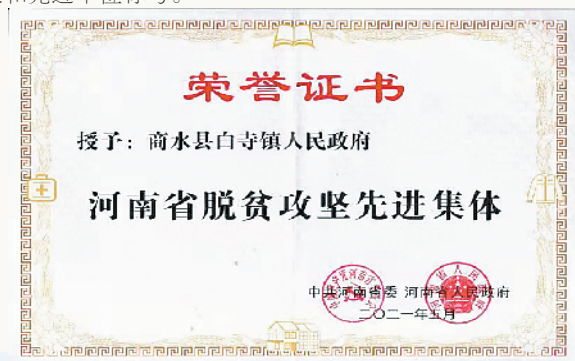 荣誉证书
授予：商水县白寺镇人民政府
河南省脱贫攻坚先进集体
中共河南省委 河南省人民政府
二〇二一年五月